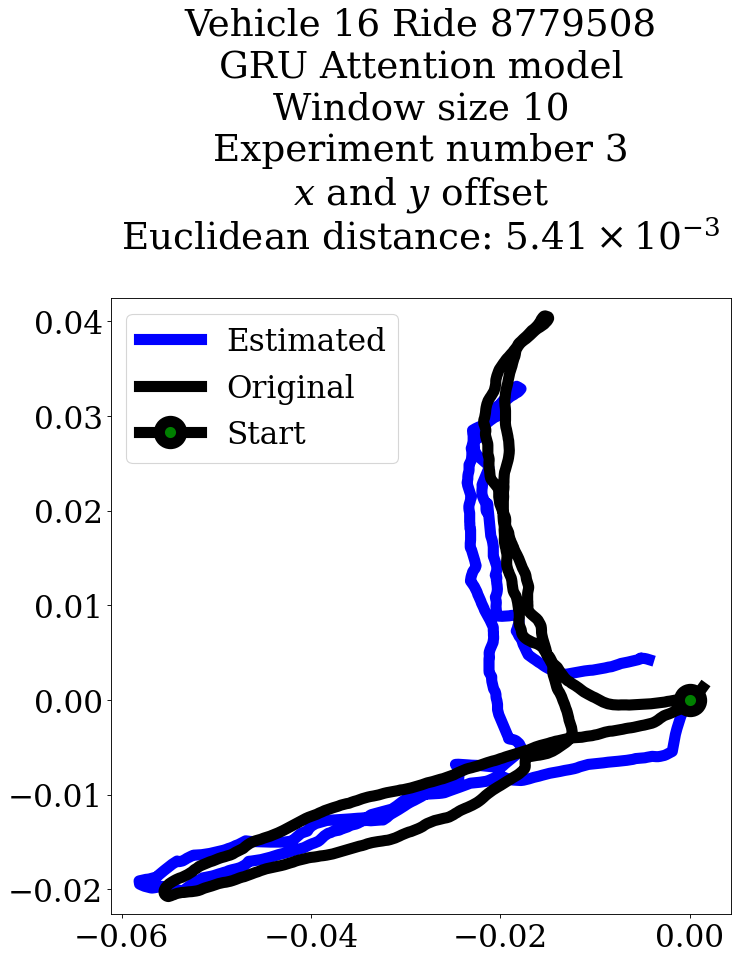 Vehicle 16 Ride 8779508
GRU Attention model
Window size 10
Experiment number 3
x and y offset
Euclidean distance: 5.41 × 10⁻³
Estimated
Original
Start
0.04
0.03
0.02
0.01
0.00
−0.01
−0.02
−0.06 −0.04 −0.02 0.00